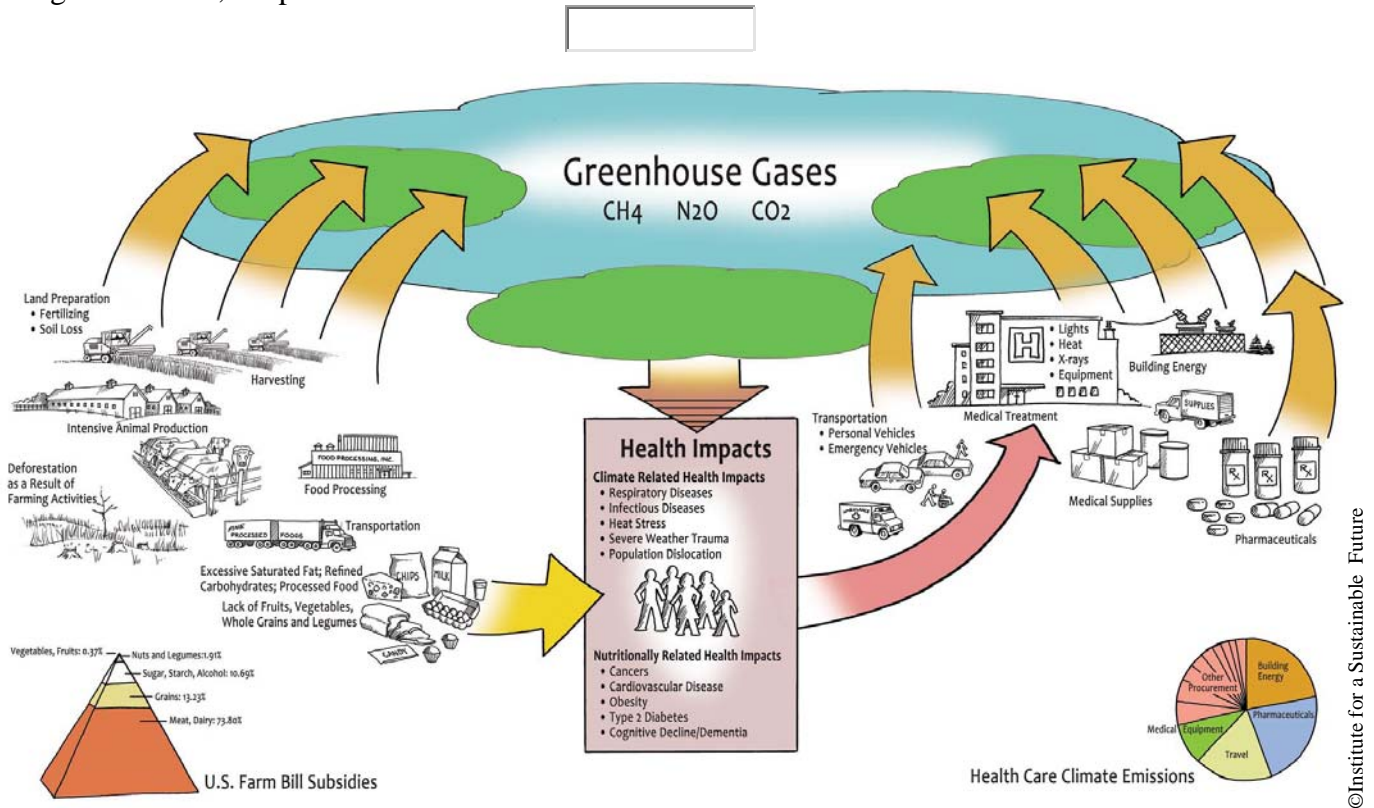 Greenhouse Gases
CH4 N2O CO2
Land Preparation
• Fertilizing
• Soil Loss
Harvesting
Intensive Animal Production
Deforestation
as a Result of
Farming Activities
FOOD PROCESSING, INC.
Food Processing
PROCESSED FOODS
Transportation
Excessive Saturated Fat; Refined
Carbohydrates; Processed Food
Lack of Fruits, Vegetables,
Whole Grains and Legumes
CHIPS
MILK
CANDY
Vegetables, Fruits: 0.37%
Nuts and Legumes:1.91%
Sugar, Starch, Alcohol: 10.69%
Grains: 13.23%
Meat, Dairy: 73.80%
U.S. Farm Bill Subsidies
Health Impacts
Climate Related Health Impacts
• Respiratory Diseases
• Infectious Diseases
• Heat Stress
• Severe Weather Trauma
• Population Dislocation
Nutritionally Related Health Impacts
• Cancers
• Cardiovascular Disease
• Obesity
• Type 2 Diabetes
• Cognitive Decline/Dementia
Transportation
• Personal Vehicles
• Emergency Vehicles
AMBULANCE
H
• Lights
• Heat
• X-rays
• Equipment
Medical Treatment
Building Energy
SUPPLIES
Medical Supplies
Rx
Rx
Rx
Pharmaceuticals
Building
Energy
Pharmaceuticals
Travel
Medical Equipment
Other
Procurement
Health Care Climate Emissions
©Institute for a Sustainable Future